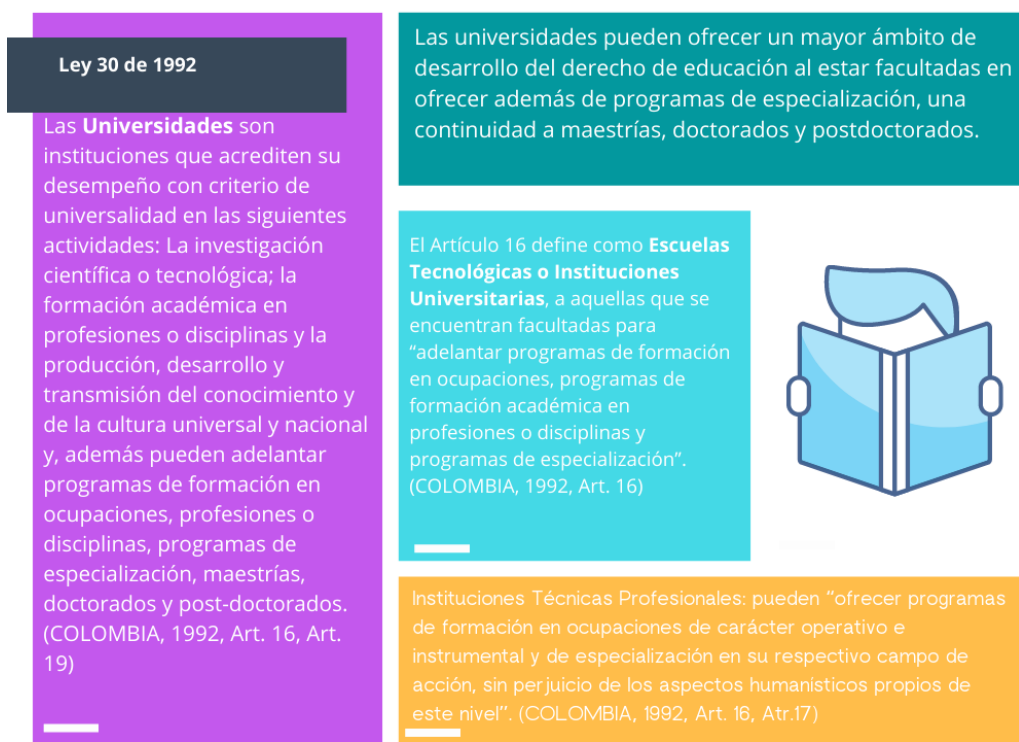 Ley 30 de 1992
Las Universidades son
instituciones que acrediten su
desempeño con criterio de
universalidad en las siguientes
actividades: La investigación
científica o tecnológica; la
formación académica en
profesiones o disciplinas y la
producción, desarrollo y
transmisión del conocimiento y
de la cultura universal y nacional
y, además pueden adelantar
programas de formación en
ocupaciones, profesiones o
disciplinas, programas de
especialización, maestrías,
doctorados y post-doctorados.
(COLOMBIA, 1992, Art. 16, Art.
19)
Las universidades pueden ofrecer un mayor ámbito de
desarrollo del derecho de educación al estar facultadas en
ofrecer además de programas de especialización, una
continuidad a maestrías, doctorados y postdoctorados.
El Artículo 16 define como Escuelas
Tecnológicas o Instituciones
Universitarias, a aquellas que se
encuentran facultadas para
“adelantar programas de formación
en ocupaciones, programas de
formación académica en
profesiones o disciplinas y
programas de especialización”.
(COLOMBIA, 1992, Art. 16)
Instituciones Técnicas Profesionales: pueden “ofrecer programas
de formación en ocupaciones de carácter operativo e
instrumental y de especialización en su respectivo campo de
acción, sin perjuicio de los aspectos humanísticos propios de
este nivel”. (COLOMBIA, 1992, Art. 16, Atr.17)